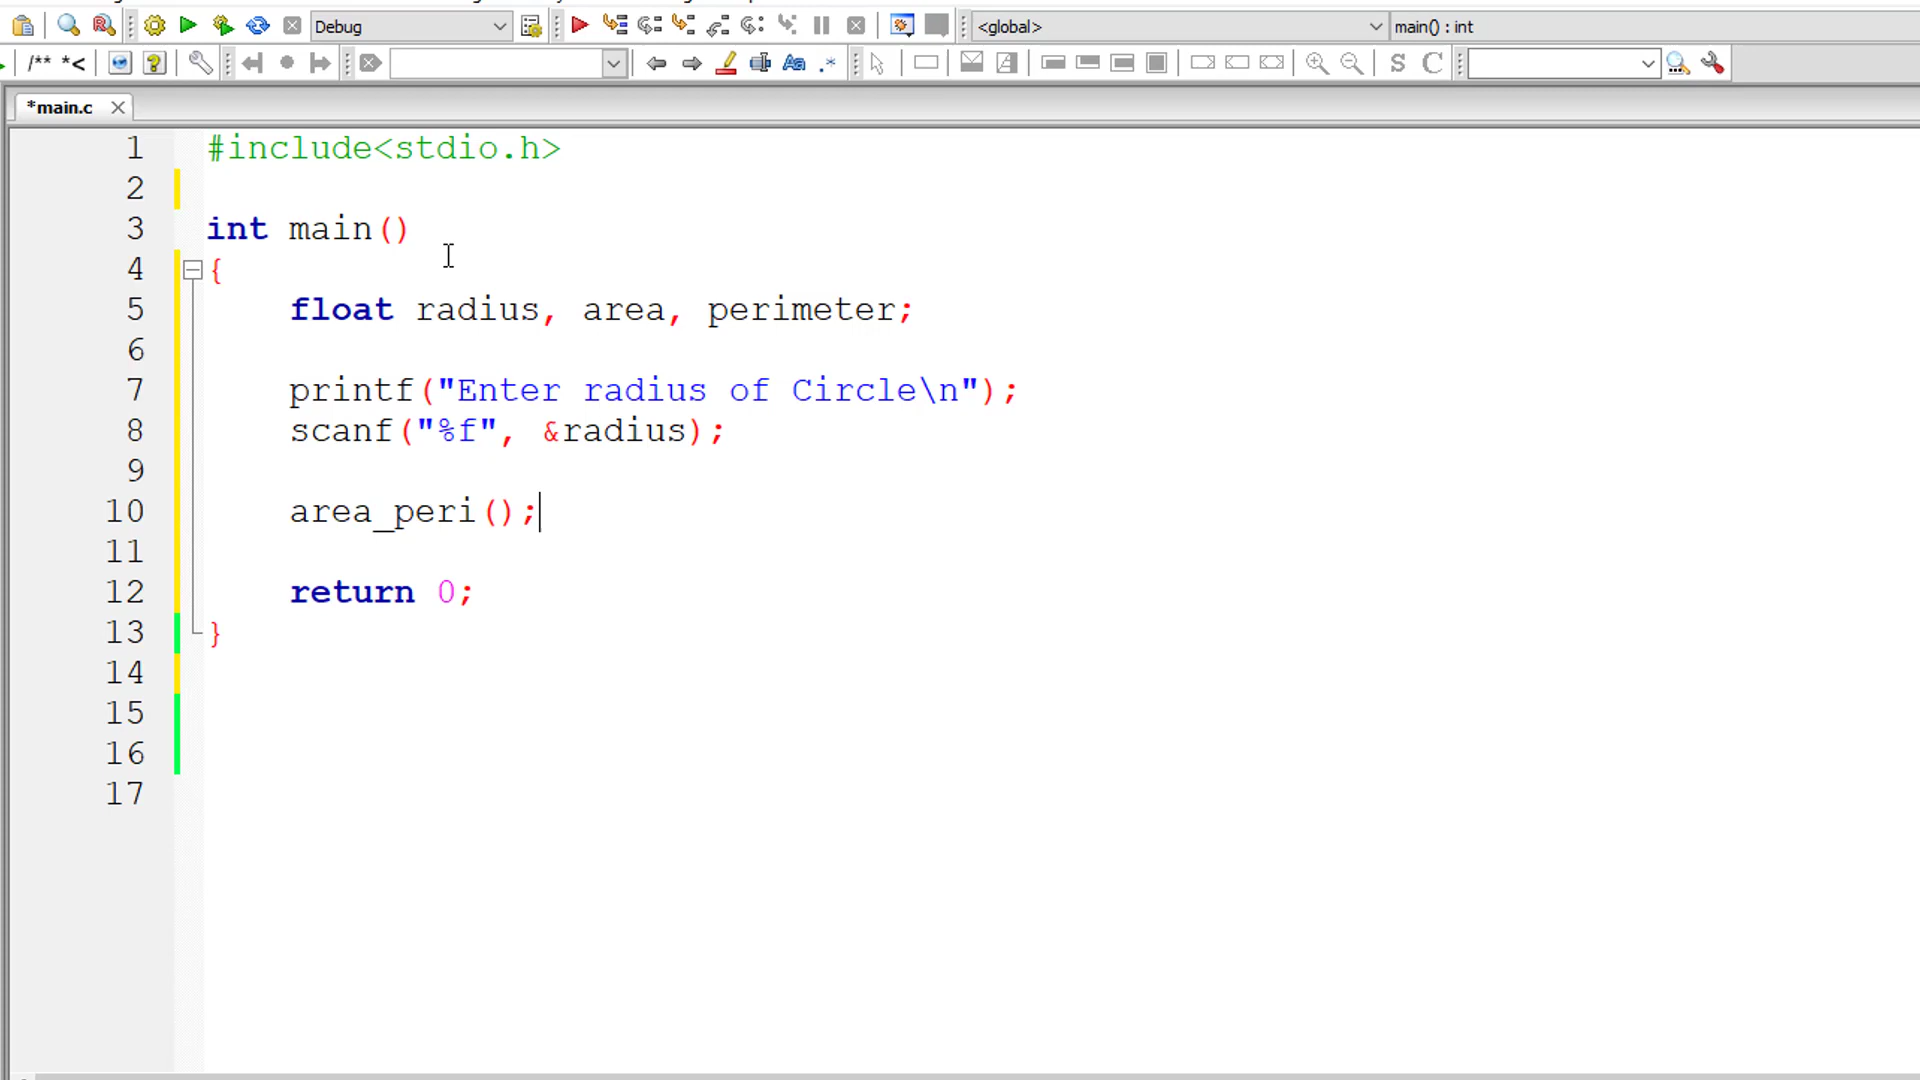 Debug
<global>
main() : int
/** *<
Aa
.*
S
C
*main.c
1 #include<stdio.h>
2
3 int main()
4 {
5 float radius, area, perimeter;
6
7 printf("Enter radius of Circle\n");
8 scanf("%f", &radius);
9
10 area_peri();
11
12 return 0;
13 }
14
15
16
17